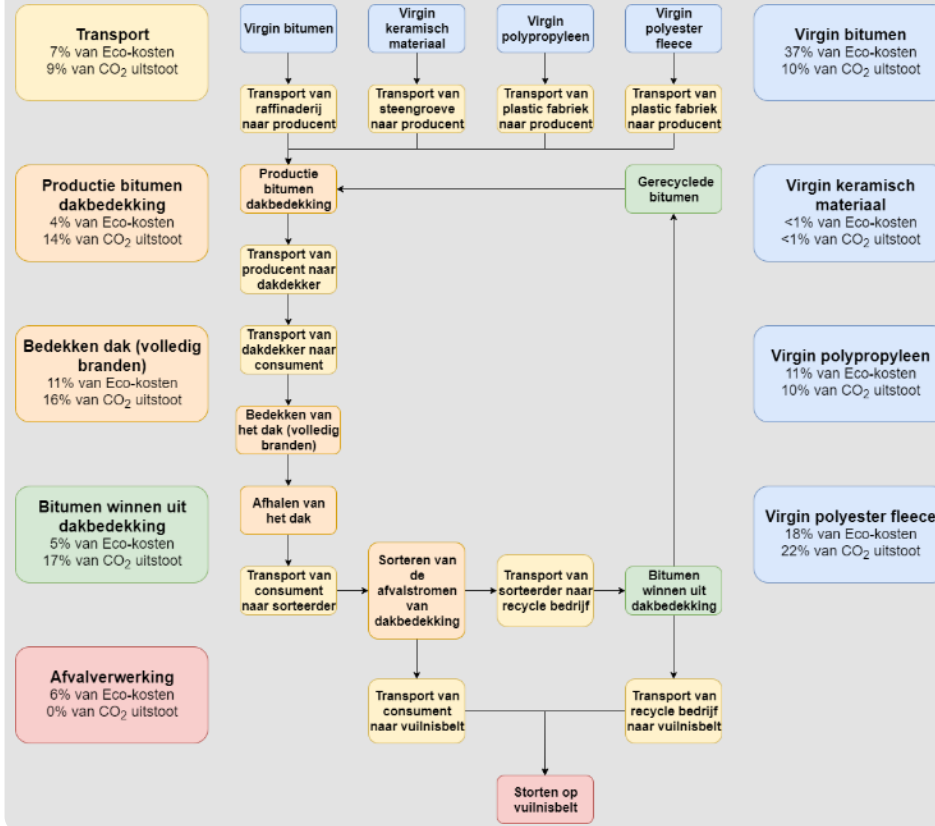 Transport
7% van Eco-kosten
9% van CO₂ uitstoot
Virgin bitumen
Virgin
keramisch
materiaal
Virgin
polypropyleen
Virgin
polyester
fleece
Virgin bitumen
37% van Eco-kosten
10% van CO₂ uitstoot
Transport van
raffinaderij
naar producent
Transport van
steengroeve
naar producent
Transport van
plastic fabriek
naar producent
Transport van
plastic fabriek
naar producent
Productie bitumen
dakbedekking
4% van Eco-kosten
14% van CO₂ uitstoot
Productie
bitumen
dakbedekking
Gerecyclede
bitumen
Virgin keramisch
materiaal
<1% van Eco-kosten
<1% van CO₂ uitstoot
Transport van
producent naar
dakdekker
Bedekken dak (volledig
branden)
11% van Eco-kosten
16% van CO₂ uitstoot
Transport van
dakdekker naar
consument
Virgin polypropyleen
11% van Eco-kosten
10% van CO₂ uitstoot
Bedekken van
het dak (volledig
branden)
Bitumen winnen uit
dakbedekking
5% van Eco-kosten
17% van CO₂ uitstoot
Afhalen van
het dak
Virgin polyester fleece
18% van Eco-kosten
22% van CO₂ uitstoot
Transport van
consument
naar sorteerder
Sorteren van
de
afvalstromen
van
dakbedekking
Transport van
sorteerder naar
recycle bedrijf
Bitumen
winnen uit
dakbedekking
Afvalverwerking
6% van Eco-kosten
0% van CO₂ uitstoot
Transport van
consument
naar vuilnisbelt
Transport van
recycle bedrijf
naar vuilnisbelt
Storten op
vuilnisbelt